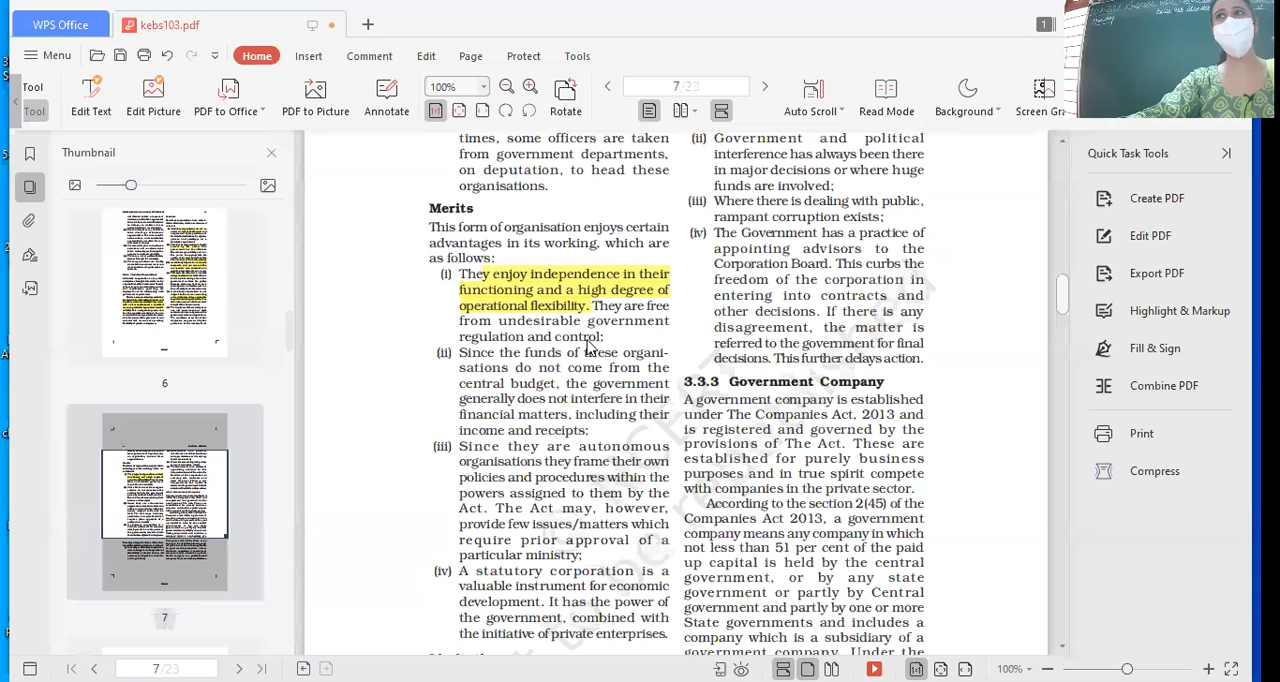 WPS Office
kebs103.pdf
1
Menu
Home
Insert
Comment
Edit
Page
Protect
Tools
Tool
Tool
Edit Text
Edit Picture
PDF to Office
PDF to Picture
Annotate
100%
Rotate
7/23
Auto Scroll
Read Mode
Background
Screen Gr
Thumbnail
6
7
times, some officers are taken
from government departments,
on deputation, to head these
organisations.
Merits
This form of organisation enjoys certain
advantages in its working, which are
as follows:
(i) They enjoy independence in their
functioning and a high degree of
operational flexibility. They are free
from undesirable government
regulation and control;
(ii) Since the funds of these organi-
sations do not come from the
central budget, the government
generally does not interfere in their
financial matters, including their
income and receipts;
(iii) Since they are autonomous
organisations they frame their own
policies and procedures within the
powers assigned to them by the
Act. The Act may, however,
provide few issues/matters which
require prior approval of a
particular ministry;
(iv) A statutory corporation is a
valuable instrument for economic
development. It has the power of
the government, combined with
the initiative of private enterprises.
(ii) Government and political
interference has always been there
in major decisions or where huge
funds are involved;
(iii) Where there is dealing with public,
rampant corruption exists;
(iv) The Government has a practice of
appointing advisors to the
Corporation Board. This curbs the
freedom of the corporation in
entering into contracts and
other decisions. If there is any
disagreement, the matter is
referred to the government for final
decisions. This further delays action.
3.3.3 Government Company
A government company is established
under The Companies Act, 2013 and
is registered and governed by the
provisions of The Act. These are
established for purely business
purposes and in true spirit compete
with companies in the private sector.
According to the section 2(45) of the
Companies Act 2013, a government
company means any company in which
not less than 51 per cent of the paid
up capital is held by the central
government, or by any state
government or partly by Central
government and partly by one or more
State governments and includes a
company which is a subsidiary of a
government company. Under the
Quick Task Tools
Create PDF
Edit PDF
Export PDF
Highlight & Mark
Fill & Sign
Combine PDF
Print
Compress
7/23
100%